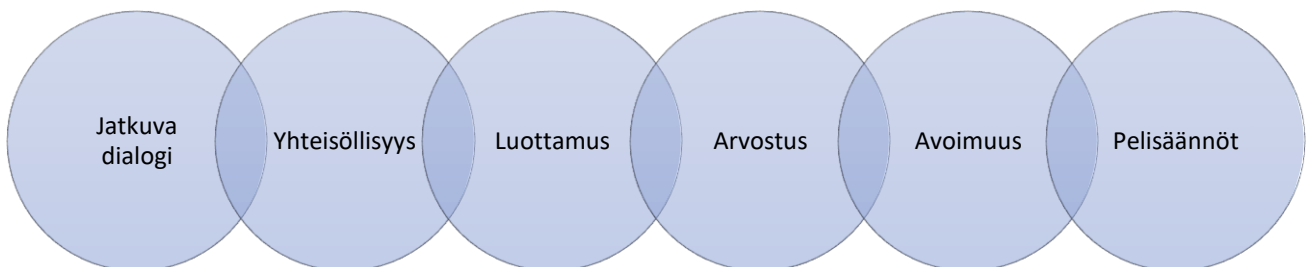 Jatkuva
dialogi
Yhteisöllisyys
Luottamus
Arvostus
Avoimuus
Pelisäännöt